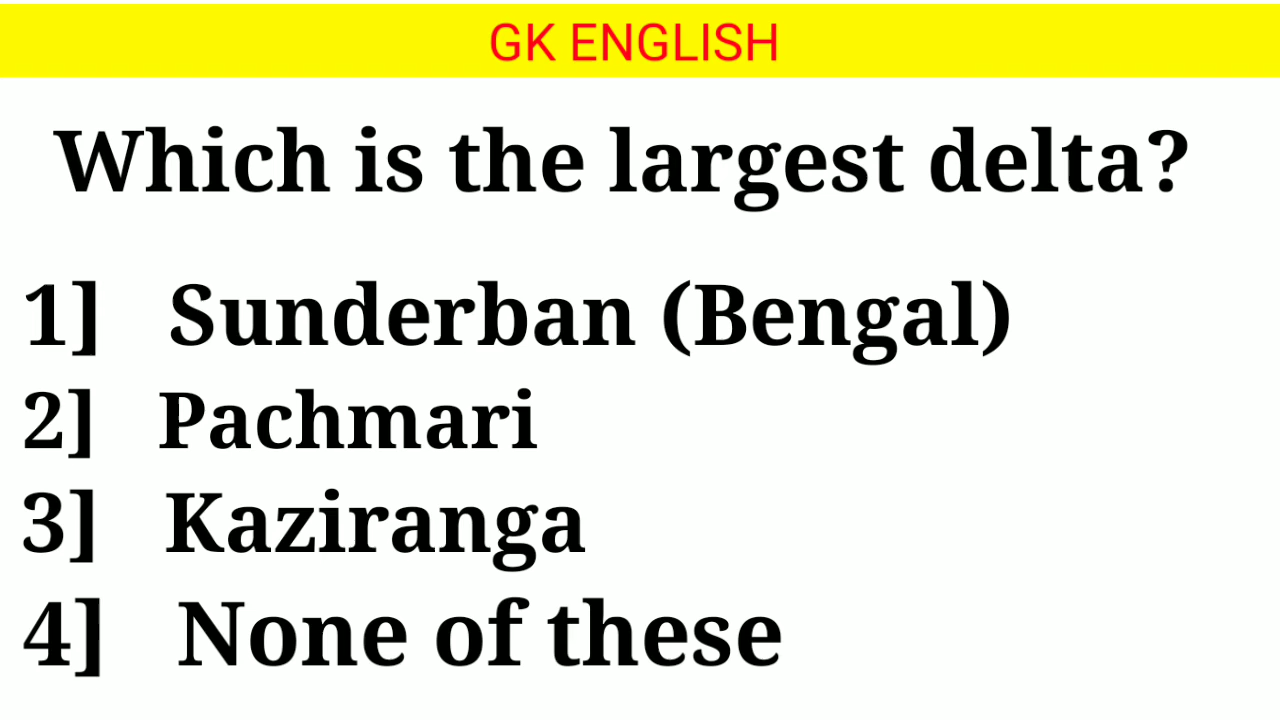 GK ENGLISH
Which is the largest delta?
1] Sunderban (Bengal)
2] Pachmari
3] Kaziranga
4] None of these